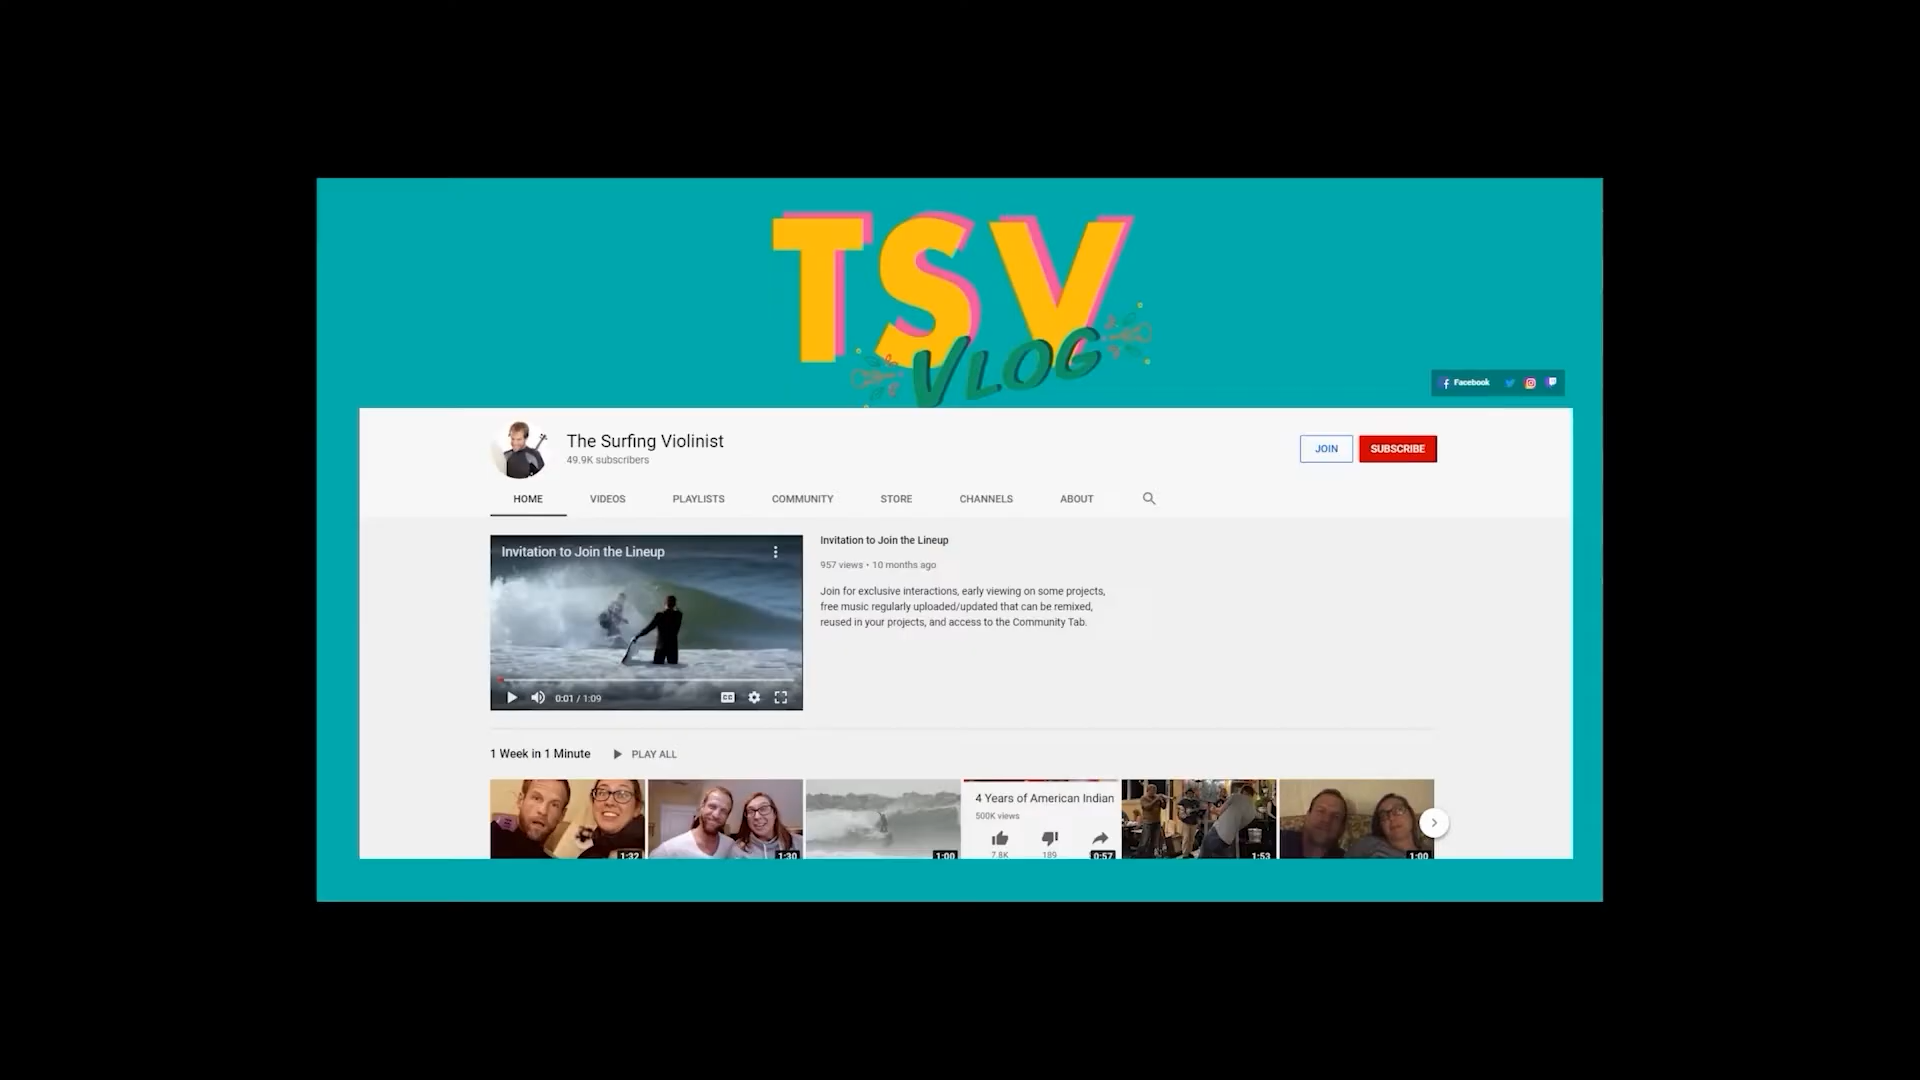 TSV
VLOG
Facebook
The Surfing Violinist
49.9K subscribers
JOIN
SUBSCRIBE
HOME
VIDEOS
PLAYLISTS
COMMUNITY
STORE
CHANNELS
ABOUT
Invitation to Join the Lineup
0:01 / 1:09
Invitation to Join the Lineup
957 views • 10 months ago
Join for exclusive interactions, early viewing on some projects,
free music regularly uploaded/updated that can be remixed,
reused in your projects, and access to the Community Tab.
1 Week in 1 Minute
PLAY ALL
4 Years of American Indian
500K views
7.8K
189
1:32
1:30
1:00
0:57
1:53
1:00